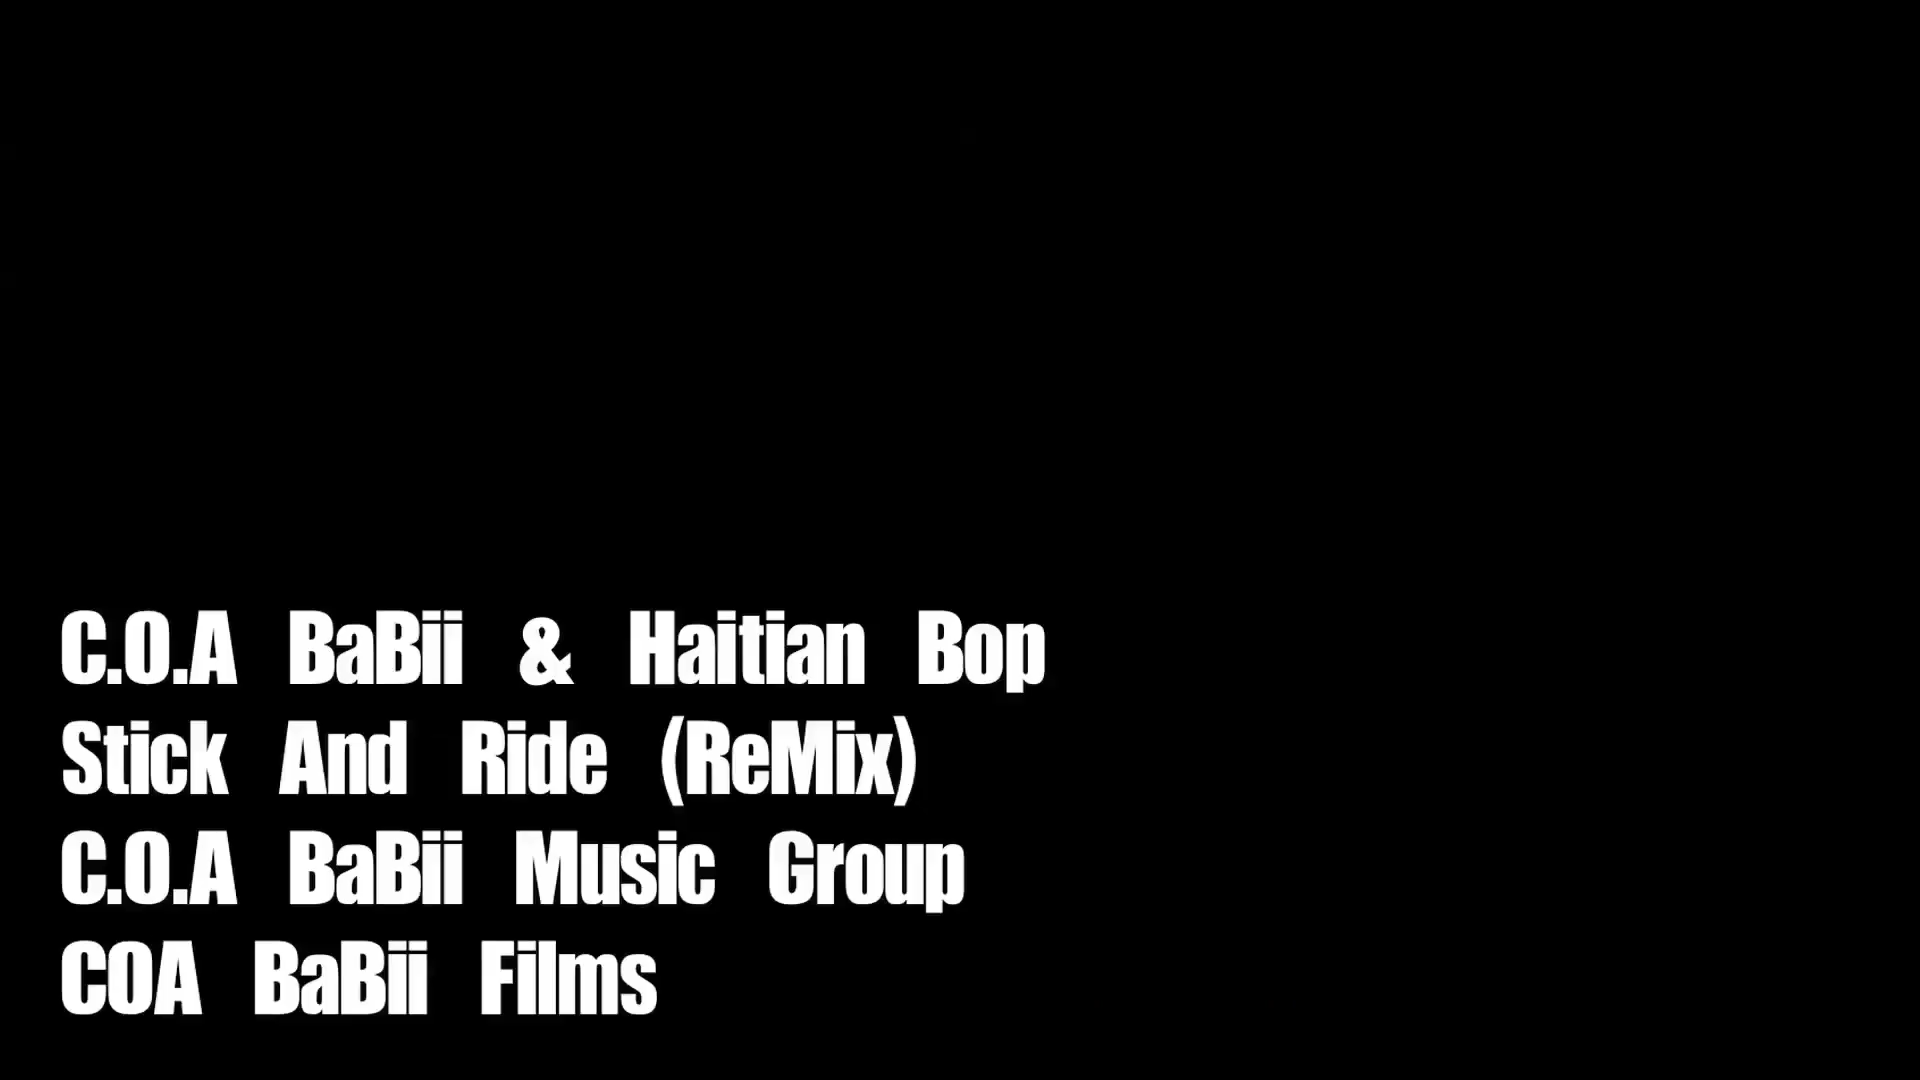 C.O.A BaBii & Haitian Bop
Stick And Ride (ReMix)
C.O.A BaBii Music Group
COA BaBii Films